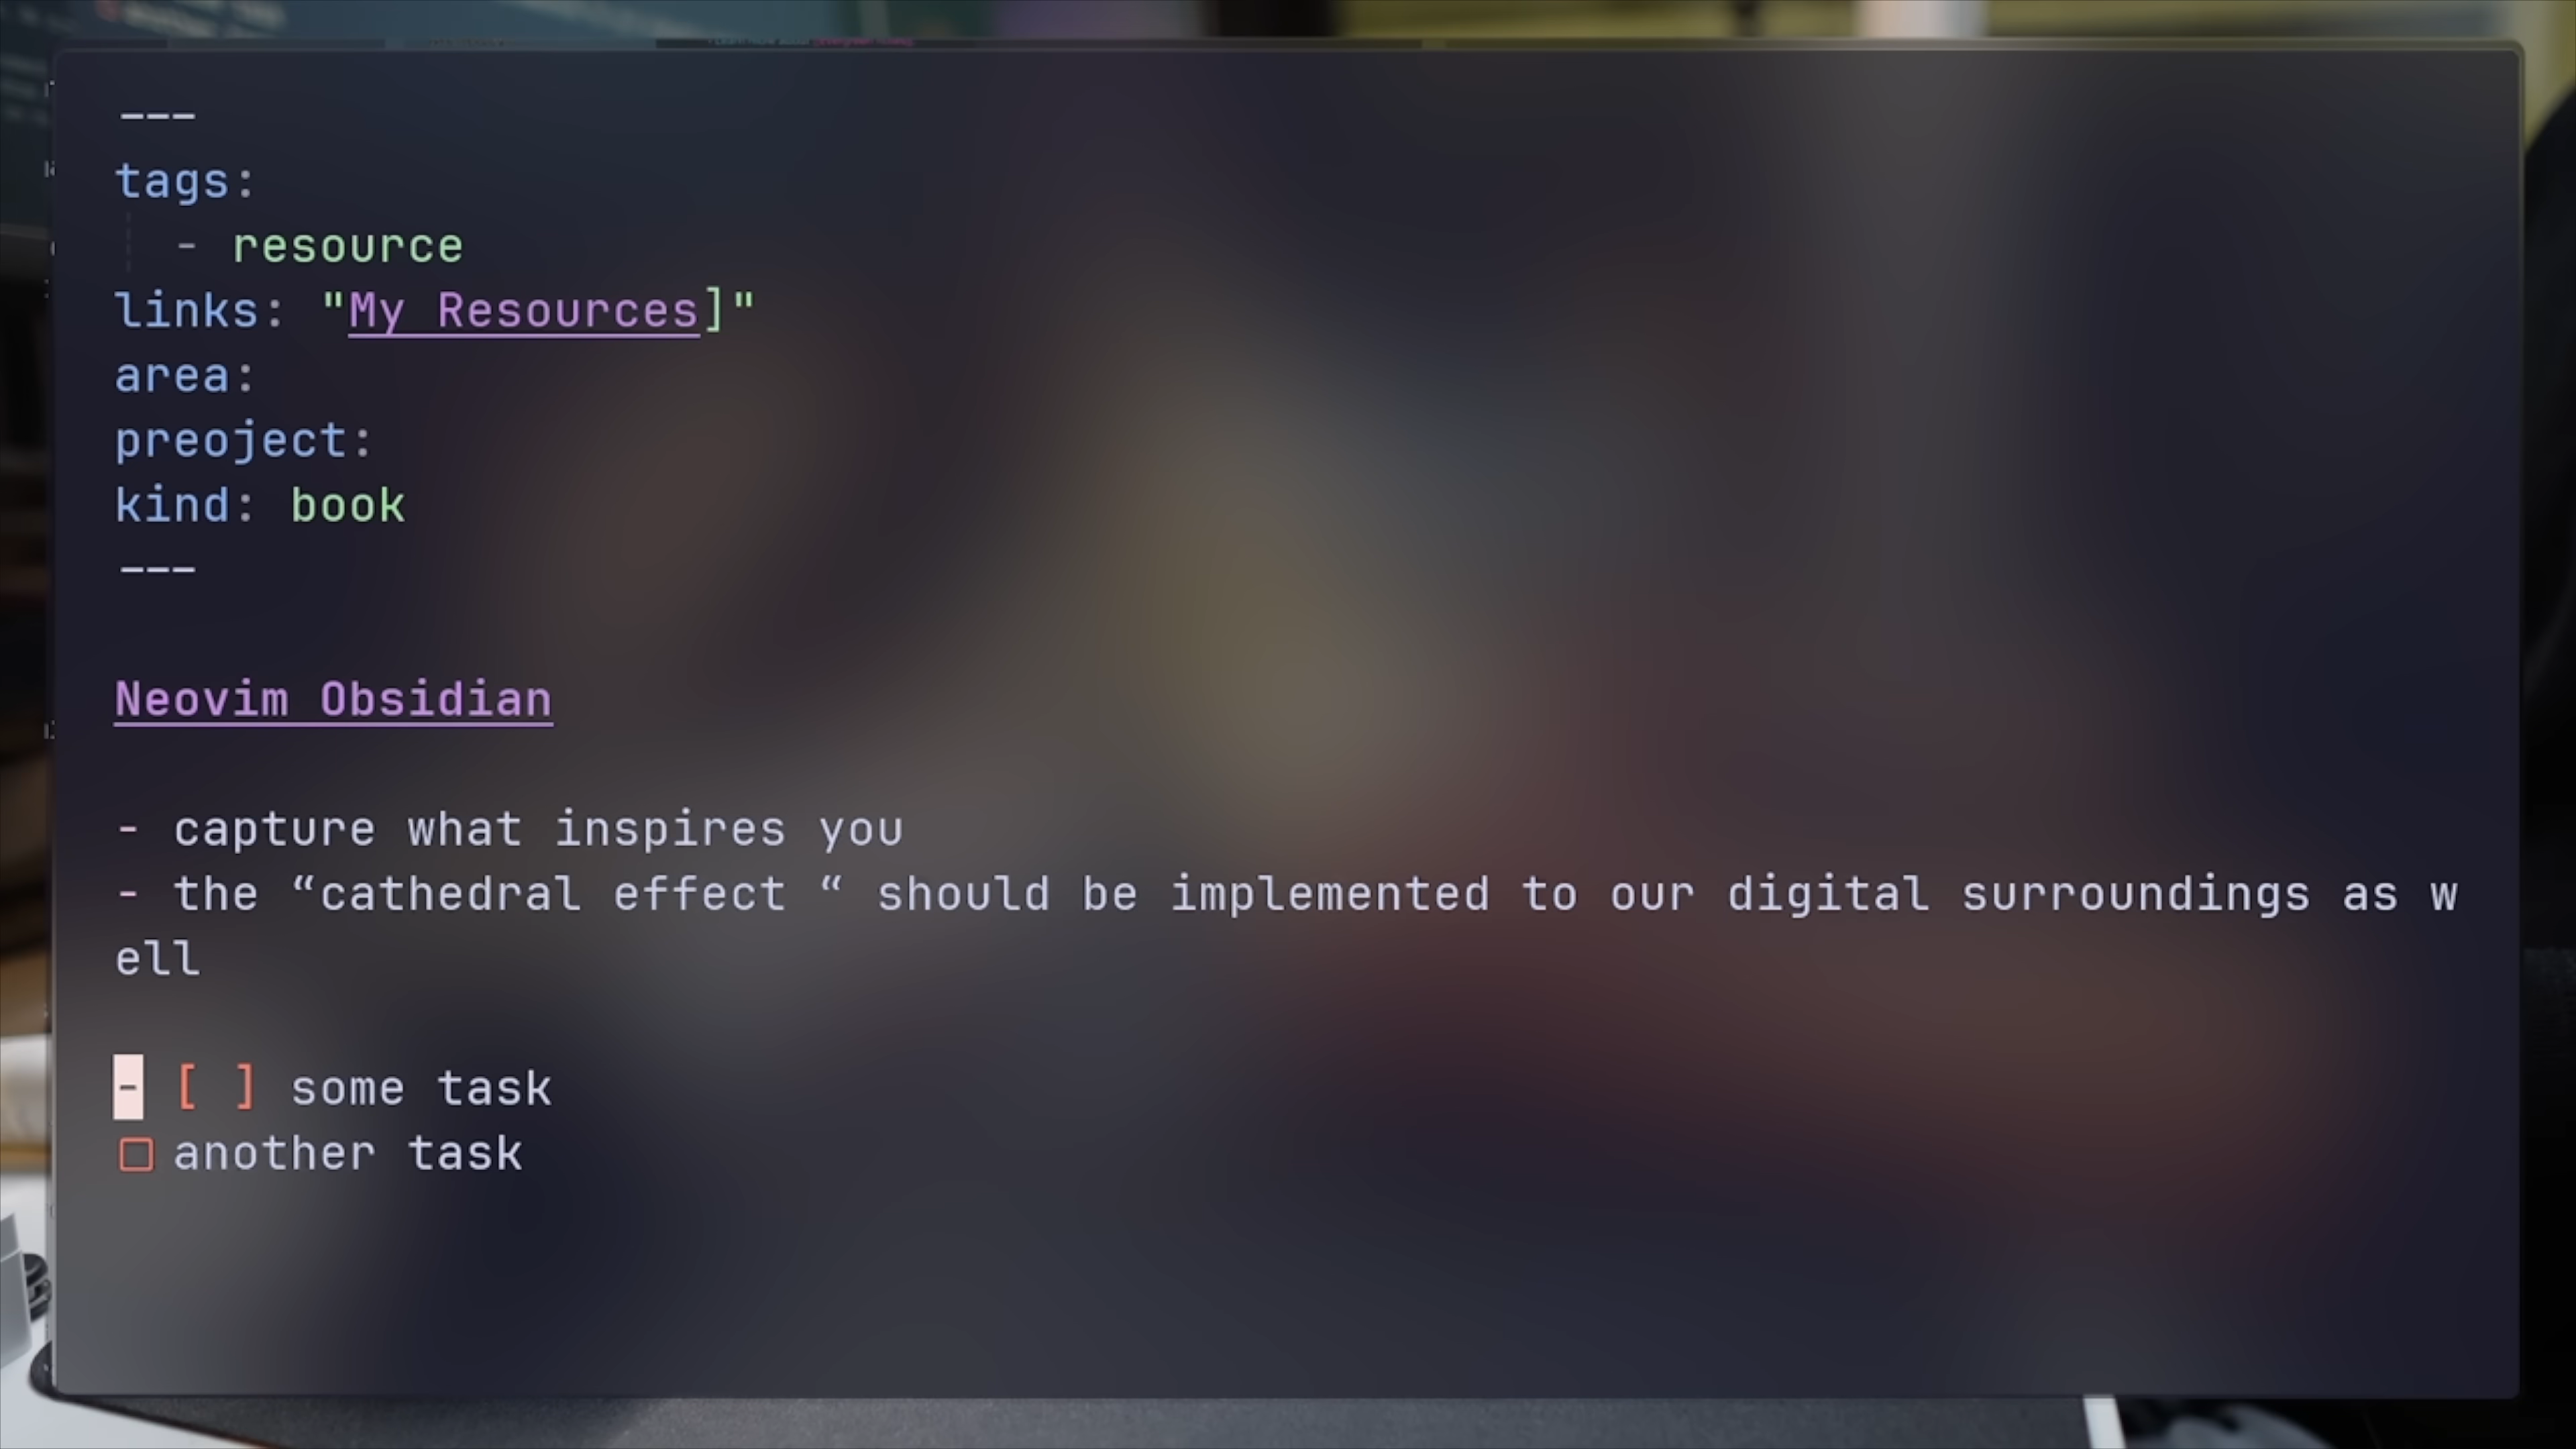 ---
tags:
  - resource
links: "My Resources]"
area:
preoject:
kind: book
---
Neovim Obsidian
- capture what inspires you
- the “cathedral effect “ should be implemented to our digital surroundings as w
ell
- [ ] some task
another task